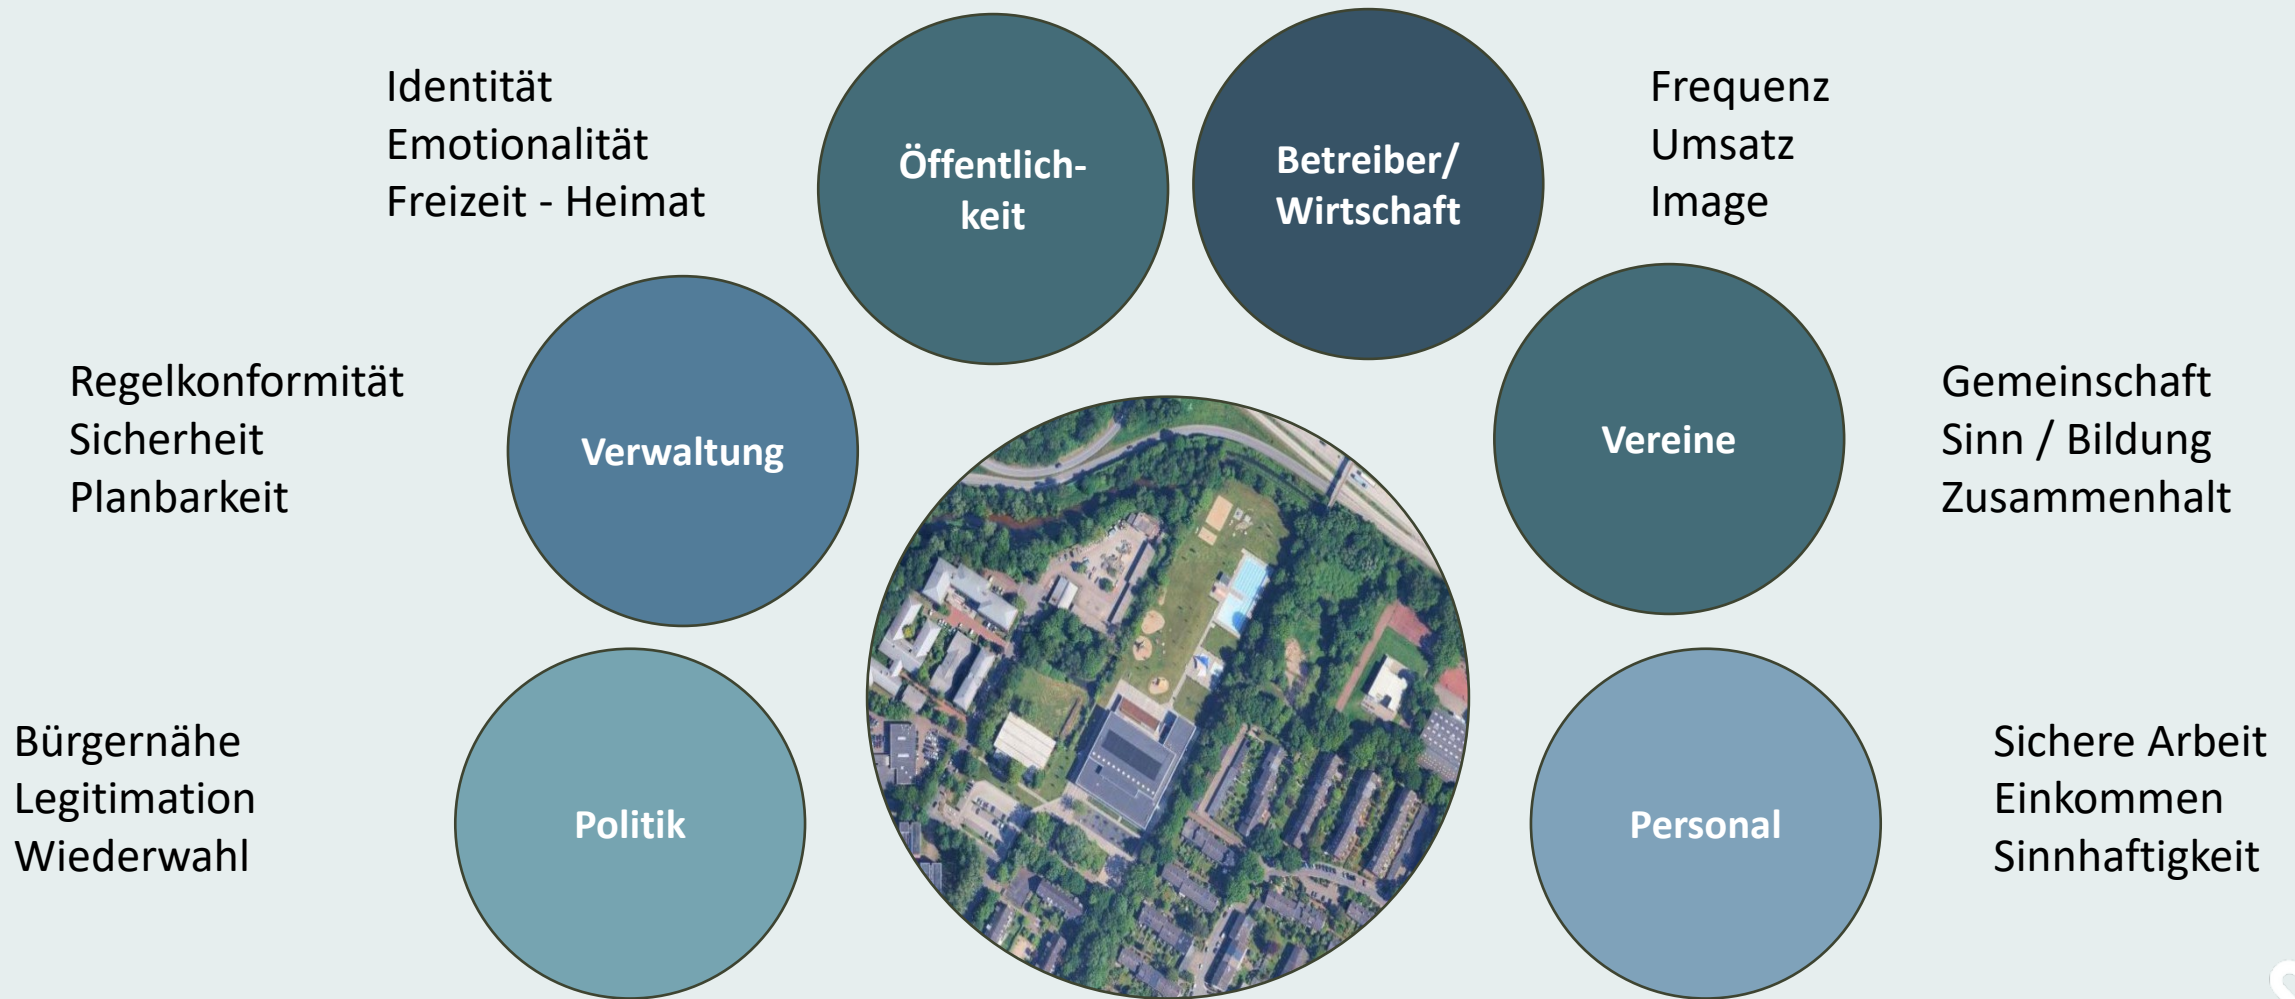 Identität
Emotionalität
Freizeit - Heimat
Öffentlich-
keit
Betreiber/
Wirtschaft
Frequenz
Umsatz
Image
Regelkonformität
Sicherheit
Planbarkeit
Verwaltung
Vereine
Gemeinschaft
Sinn / Bildung
Zusammenhalt
Bürgernähe
Legitimation
Wiederwahl
Politik
Personal
Sichere Arbeit
Einkommen
Sinnhaftigkeit